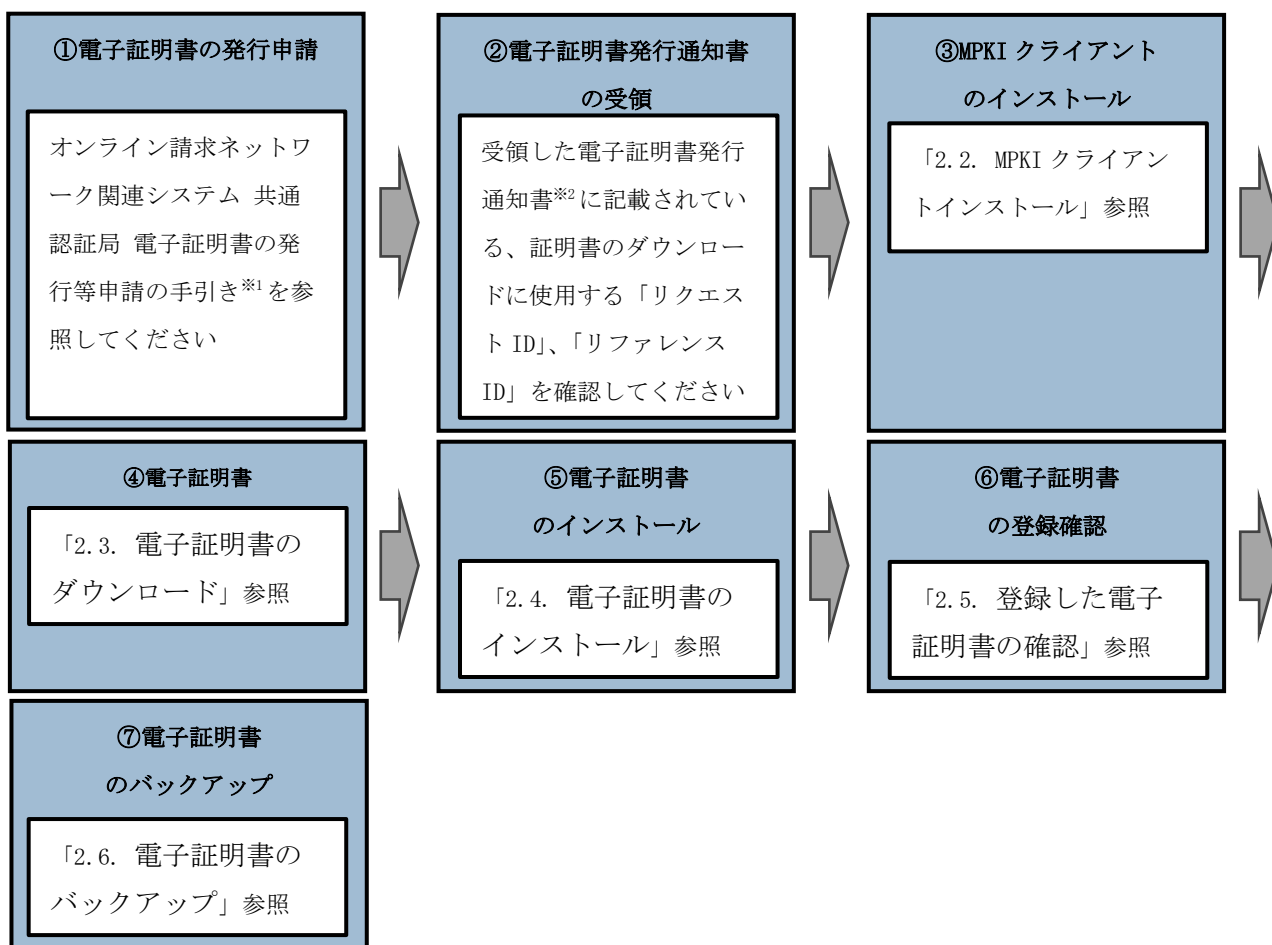 ①電子証明書の発行申請
オンライン請求ネットワ
ーク関連システム 共通
認証局 電子証明書の発
行等申請の手引き※1を参
照してください
②電子証明書発行通知書
の受領
受領した電子証明書発行
通知書※2に記載されてい
る、証明書のダウンロー
ドに使用する「リクエス
ト ID」、「リファレンス
ID」を確認してください
③MPKI クライアント
のインストール
「2.2. MPKI クライアン
トインストール」参照
④電子証明書
「2.3. 電子証明書の
ダウンロード」参照
⑤電子証明書
のインストール
「2.4. 電子証明書の
インストール」参照
⑥電子証明書
の登録確認
「2.5. 登録した電子
証明書の確認」参照
⑦電子証明書
のバックアップ
「2.6. 電子証明書の
バックアップ」参照